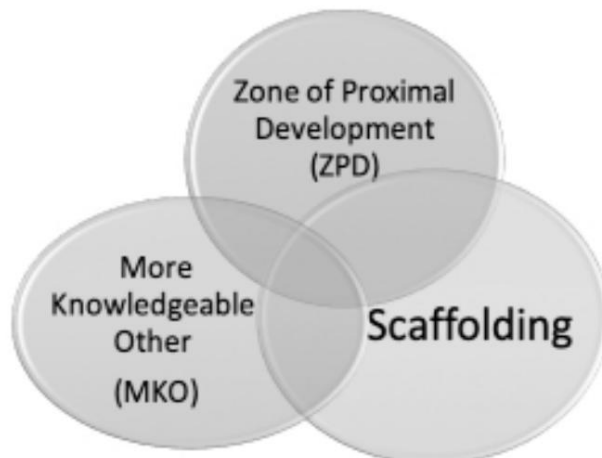 Zone of Proximal
Development
(ZPD)
More
Knowledgeable
Other
(MKO)
Scaffolding